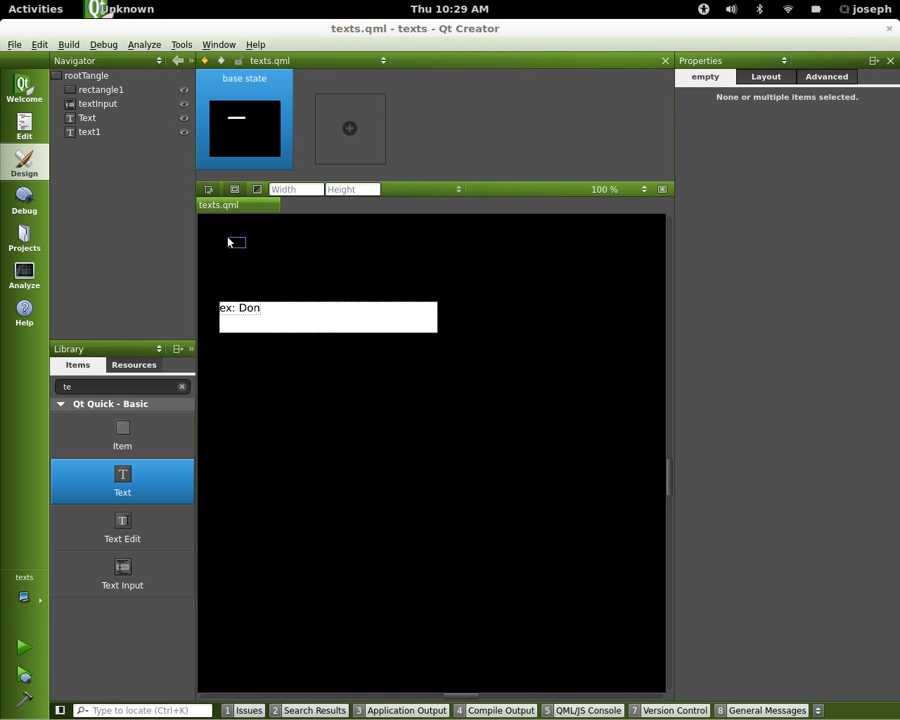 Activities
Unknown
Thu 10:29 AM
joseph
texts.qml - texts - Qt Creator
File Edit Build Debug Analyze Tools Window Help
Navigator
texts.qml
Properties
Welcome
Edit
Design
Debug
Projects
Analyze
Help
rootTangle
rectangle1
textInput
Text
text1
base state
empty
Layout
Advanced
None or multiple items selected.
Width
Height
100 %
texts.qml
ex: Don
Library
Items
Resources
te
Qt Quick - Basic
Item
Text
Text Edit
Text Input
texts
Type to locate (Ctrl+K)
1 Issues
2 Search Results
3 Application Output
4 Compile Output
5 QML/JS Console
7 Version Control
8 General Messages